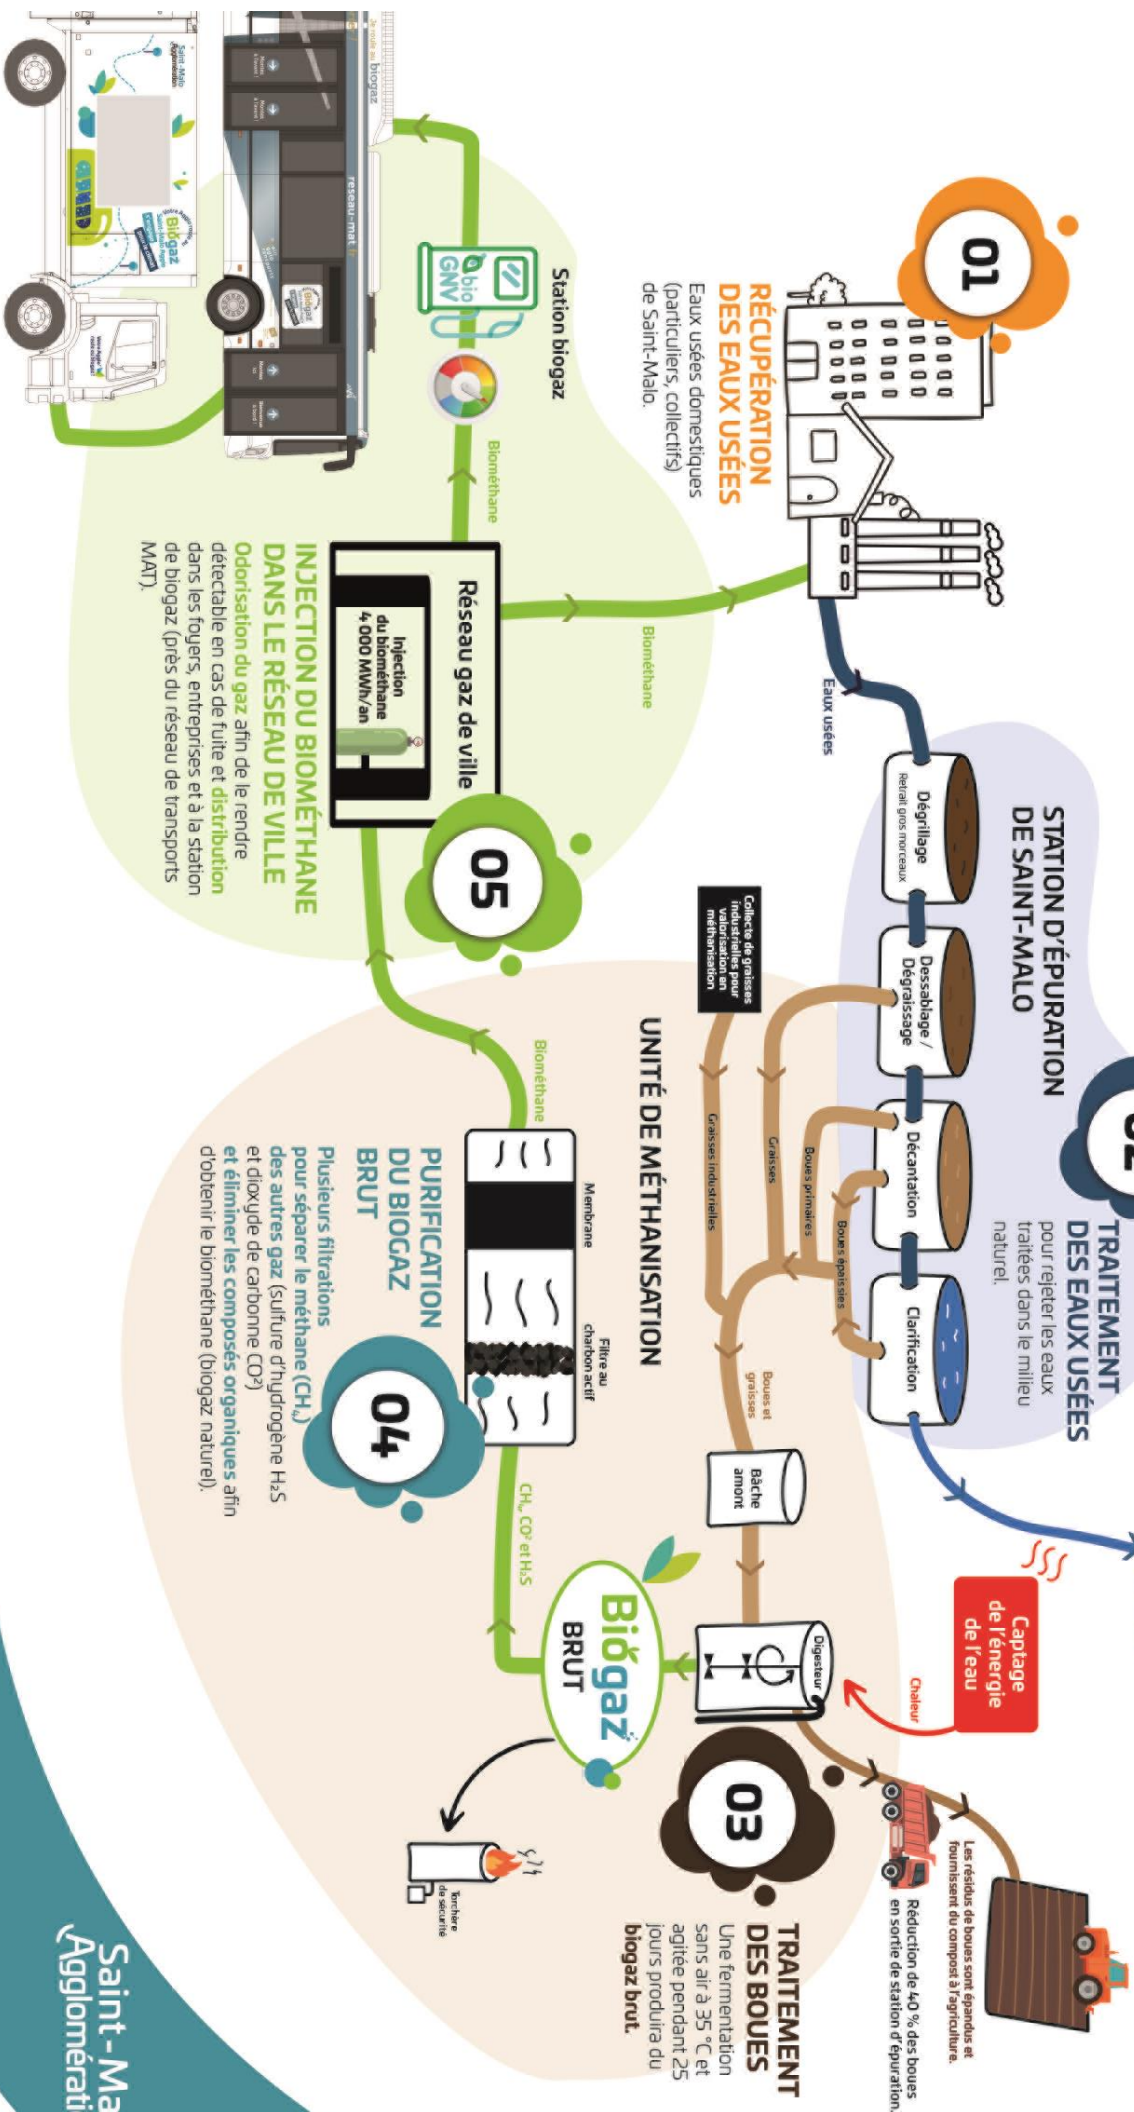 01
RÉCUPÉRATION
DES EAUX USÉES
Eaux usées domestiques
(particuliers, collectifs)
de Saint-Malo.
Eaux usées
STATION D'ÉPURATION
DE SAINT-MALO
Dégrillage
Retrait gros morceaux
Dessablage /
Dégraissage
Décantation
Clarification
TRAITEMENT
DES EAUX USÉES
pour rejeter les eaux
traitées dans le milieu
naturel.
Captage
de l'énergie
de l'eau
Chaleur
Collecte de graisses
industrielles pour
valorisation en
méthanisation
Graisses industrielles
Graisses
Boues primaires
Boues épaissies
UNITÉ DE MÉTHANISATION
Boues et
graisses
Bâche
amont
Digesteur
03
TRAITEMENT
DES BOUES
Une fermentation
sans air à 35 °C et
agitée pendant 25
jours produira du
biogaz brut.
Les résidus de boues sont épandus et
fournissent du compost à l'agriculture.
Réduction de 40 % des boues
en sortie de station d'épuration.
Biogaz
BRUT
Torchère
de sécurité
CH₄, CO² et H₂S
04
Membrane
Filtre au
charbon actif
PURIFICATION
DU BIOGAZ
BRUT
Plusieurs filtrations
pour séparer le méthane (CH₄)
des autres gaz (sulfure d'hydrogène H₂S
et dioxyde de carbonne CO²)
et éliminer les composés organiques afin
d'obtenir le biométhane (biogaz naturel).
Biométhane
05
Réseau gaz de ville
Injection
du biométhane
4 000 MWh/an
INJECTION DU BIOMÉTHANE
DANS LE RÉSEAU DE VILLE
Odorisation du gaz afin de le rendre
détectable en cas de fuite et distribution
dans les foyers, entreprises et à la station
de biogaz (près du réseau de transports
MAT).
Biométhane
Biométhane
Station biogaz
bio
GNV
Je roule au biogaz
reseau-mat.fr
Biogaz
Saint-Malo
Agglomération
Biogaz
Saint-Ma
Agglomérati